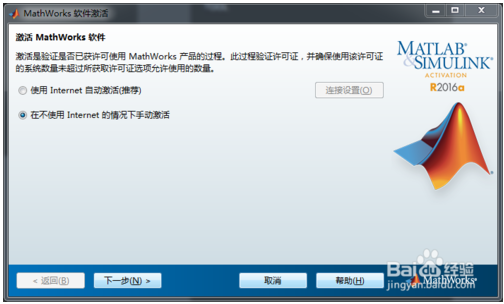 MathWorks 软件激活
激活 MathWorks 软件
激活是验证是否已获许可使用 MathWorks 产品的过程。此过程验证许可证，并确保使用该许可证
的系统数量未超过所获取许可证选项允许使用的数量。
使用 Internet 自动激活(推荐)
连接设置(O)
在不使用 Internet 的情况下手动激活
MATLAB
&SIMULINK
ACTIVATION
R2016a
< 返回(B)
下一步(N) >
取消
帮助(H)
MathWorks
Baidu经验
jingyan.baidu.com